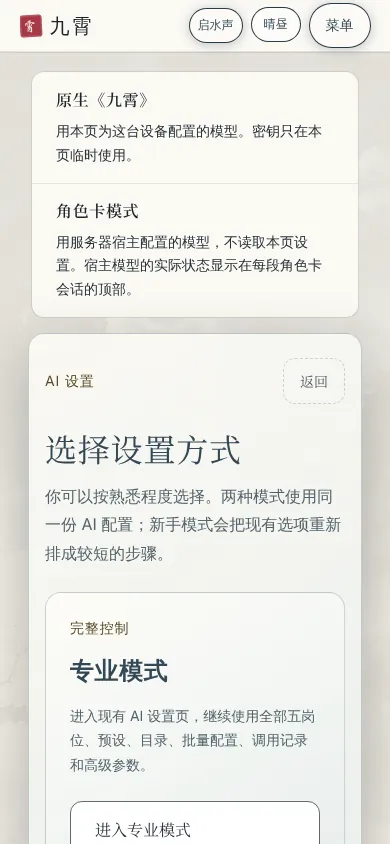 霄 九霄 启水声 晴昼 菜单
原生《九霄》
用本页为这台设备配置的模型。密钥只在本
页临时使用。
角色卡模式
用服务器宿主配置的模型，不读取本页设
置。宿主模型的实际状态显示在每段角色卡
会话的顶部。
AI 设置 返回
选择设置方式
你可以按熟悉程度选择。两种模式使用同
一份 AI 配置；新手模式会把现有选项重新
排成较短的步骤。
完整控制
专业模式
进入现有 AI 设置页，继续使用全部五岗
位、预设、目录、批量配置、调用记录
和高级参数。
进入专业模式